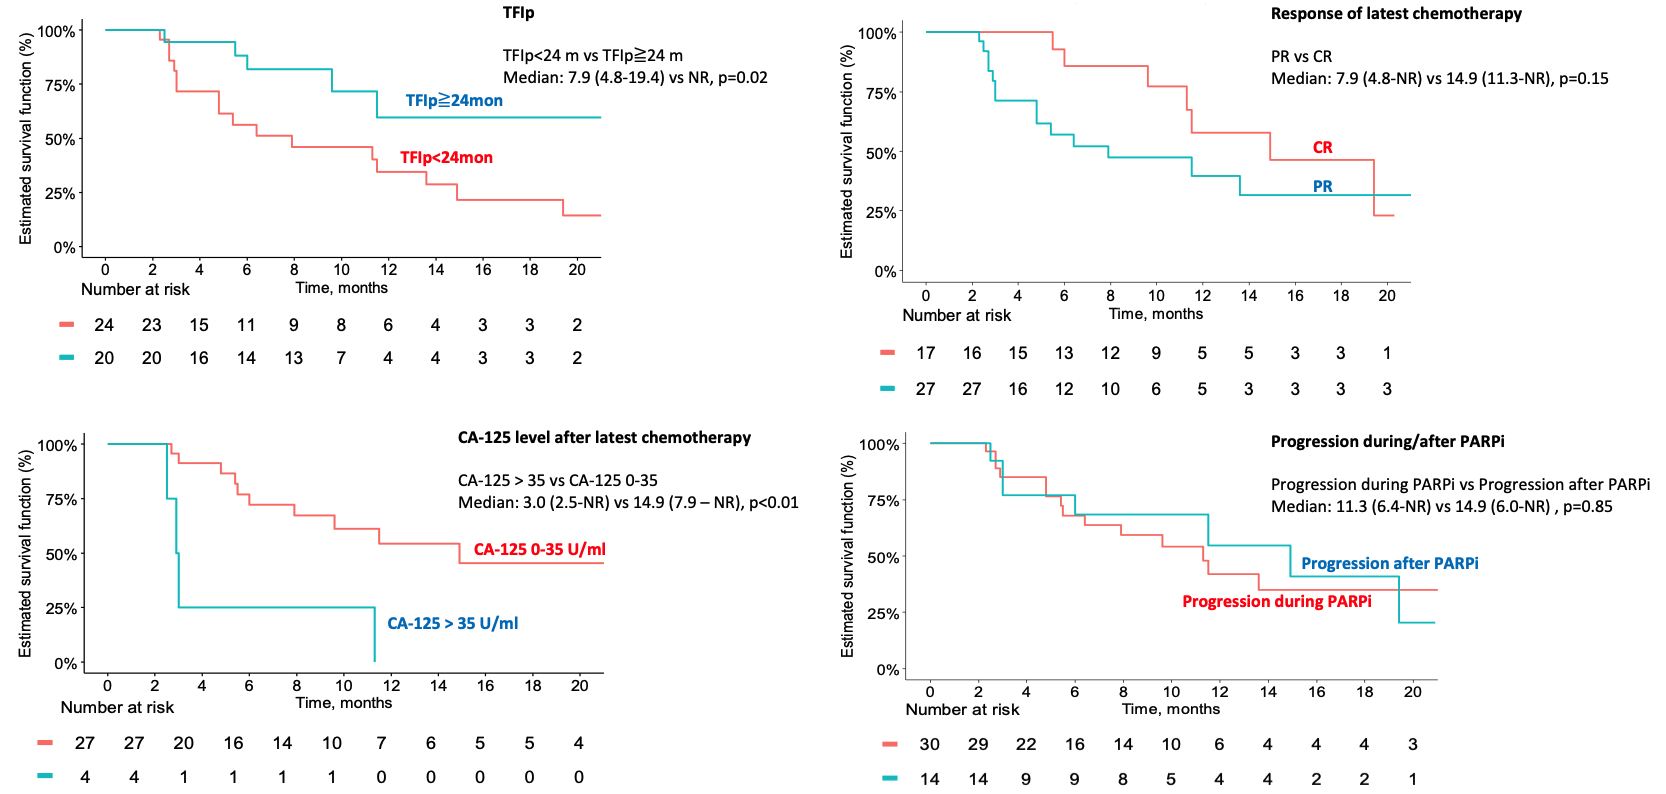 TFIp
TFIp<24 m vs TFIp≧24 m
Median: 7.9 (4.8-19.4) vs NR, p=0.02
Estimated survival function (%)
100%
75%
50%
25%
0%
TFIp≧24mon
TFIp<24mon
0 2 4 6 8 10 12 14 16 18 20
Number at risk
Time, months
24 23 15 11 9 8 6 4 3 3 2
20 20 16 14 13 7 4 4 3 3 2
Response of latest chemotherapy
PR vs CR
Median: 7.9 (4.8-NR) vs 14.9 (11.3-NR), p=0.15
Estimated survival function (%)
100%
75%
50%
25%
0%
CR
PR
0 2 4 6 8 10 12 14 16 18 20
Number at risk
Time, months
17 16 15 13 12 9 5 5 3 3 1
27 27 16 12 10 6 5 3 3 3 3
CA-125 level after latest chemotherapy
CA-125 > 35 vs CA-125 0-35
Median: 3.0 (2.5-NR) vs 14.9 (7.9 – NR), p<0.01
Estimated survival function (%)
100%
75%
50%
25%
0%
CA-125 0-35 U/ml
CA-125 > 35 U/ml
0 2 4 6 8 10 12 14 16 18 20
Number at risk
Time, months
27 27 20 16 14 10 7 6 5 5 4
4 4 1 1 1 1 0 0 0 0 0
Progression during/after PARPi
Progression during PARPi vs Progression after PARPi
Median: 11.3 (6.4-NR) vs 14.9 (6.0-NR) , p=0.85
Estimated survival function (%)
100%
75%
50%
25%
0%
Progression after PARPi
Progression during PARPi
0 2 4 6 8 10 12 14 16 18 20
Number at risk
Time, months
30 29 22 16 14 10 6 4 4 4 3
14 14 9 9 8 5 4 4 2 2 1